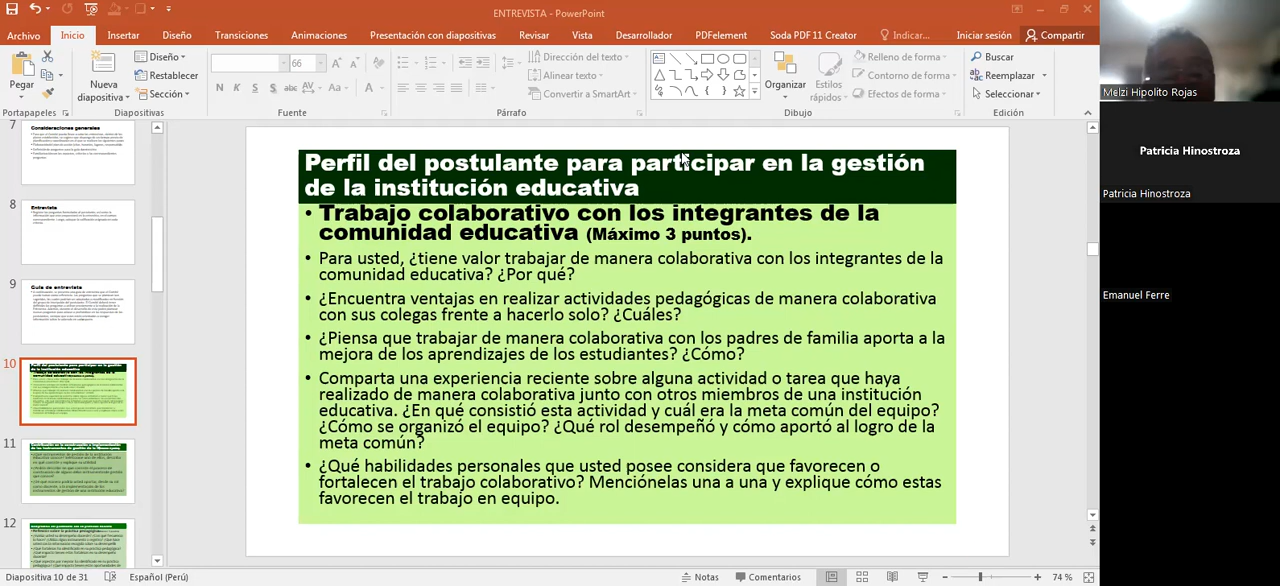 ENTREVISTA - PowerPoint
Archivo Inicio Insertar Diseño Transiciones Animaciones Presentación con diapositivas Revisar Vista Desarrollador PDFelement Soda PDF 11 Creator Indicar... Iniciar sesión Compartir
Pegar
Nueva diapositiva
Diseño
Restablecer
Sección
66
N K S S abc AV Aa A
Dirección del texto
Alinear texto
Convertir a SmartArt
Organizar
Estilos rápidos
Relleno de forma
Contorno de forma
Efectos de forma
Buscar
Reemplazar
Seleccionar
Portapapeles Diapositivas Fuente Párrafo Dibujo Edición
7
Consideraciones generales
8
Entrevista
9
Guía de entrevista
10
11
12
Perfil del postulante para participar en la gestión
de la institución educativa
• Trabajo colaborativo con los integrantes de la
comunidad educativa (Máximo 3 puntos).
• Para usted, ¿tiene valor trabajar de manera colaborativa con los integrantes de la
comunidad educativa? ¿Por qué?
• ¿Encuentra ventajas en realizar actividades pedagógicas de manera colaborativa
con sus colegas frente a hacerlo solo? ¿Cuáles?
• ¿Piensa que trabajar de manera colaborativa con los padres de familia aporta a la
mejora de los aprendizajes de los estudiantes? ¿Cómo?
• Comparta una experiencia reciente sobre alguna actividad o tarea que haya
realizado de manera colaborativa junto con otros miembros de una institución
educativa. ¿En qué consistió esta actividad y cuál era la meta común del equipo?
¿Cómo se organizó el equipo? ¿Qué rol desempeñó y cómo aportó al logro de la
meta común?
• ¿Qué habilidades personales que usted posee considera que favorecen o
fortalecen el trabajo colaborativo? Menciónelas una a una y explique cómo estas
favorecen el trabajo en equipo.
Melzi Hipolito Rojas
Patricia Hinostroza
Patricia Hinostroza
Emanuel Ferre
Diapositiva 10 de 31 Español (Perú) Notas Comentarios 74 %